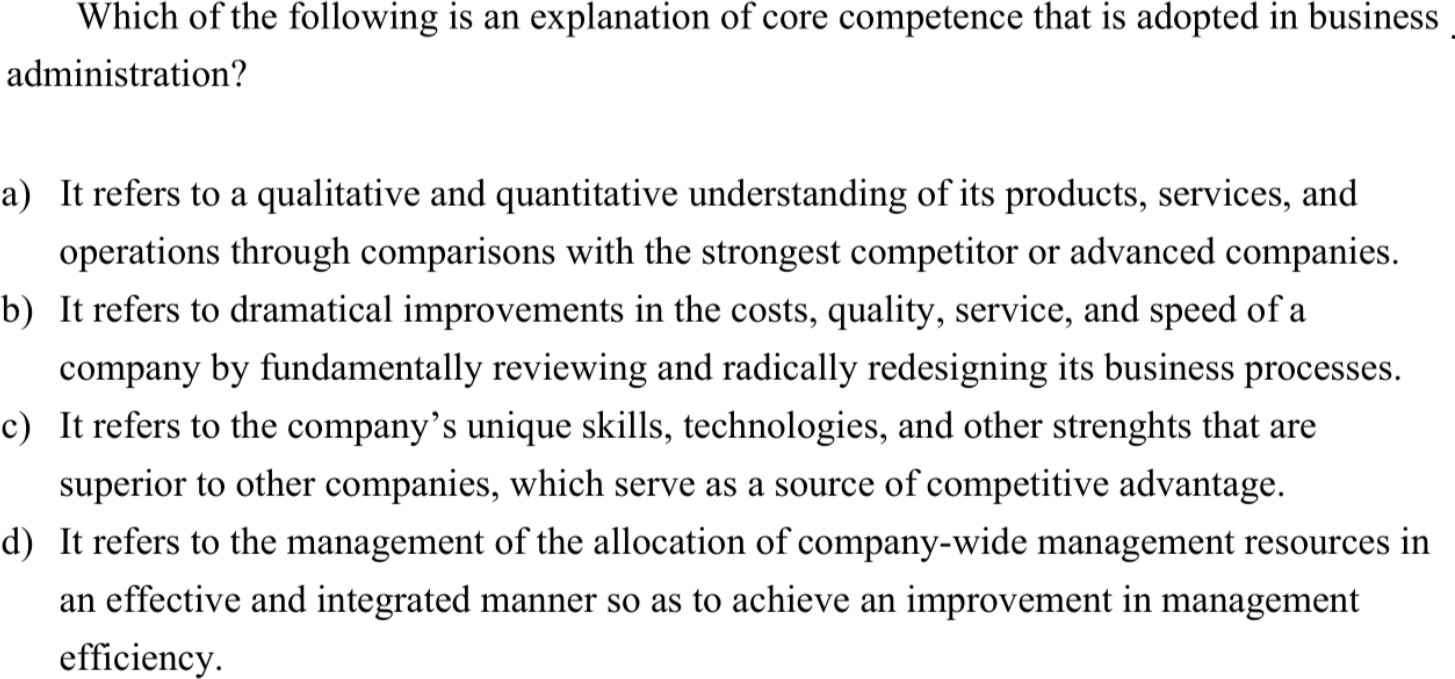 Which of the following is an explanation of core competence that is adopted in business
administration?
a) It refers to a qualitative and quantitative understanding of its products, services, and
operations through comparisons with the strongest competitor or advanced companies.
b) It refers to dramatical improvements in the costs, quality, service, and speed of a
company by fundamentally reviewing and radically redesigning its business processes.
c) It refers to the company’s unique skills, technologies, and other strenghts that are
superior to other companies, which serve as a source of competitive advantage.
d) It refers to the management of the allocation of company-wide management resources in
an effective and integrated manner so as to achieve an improvement in management
efficiency.